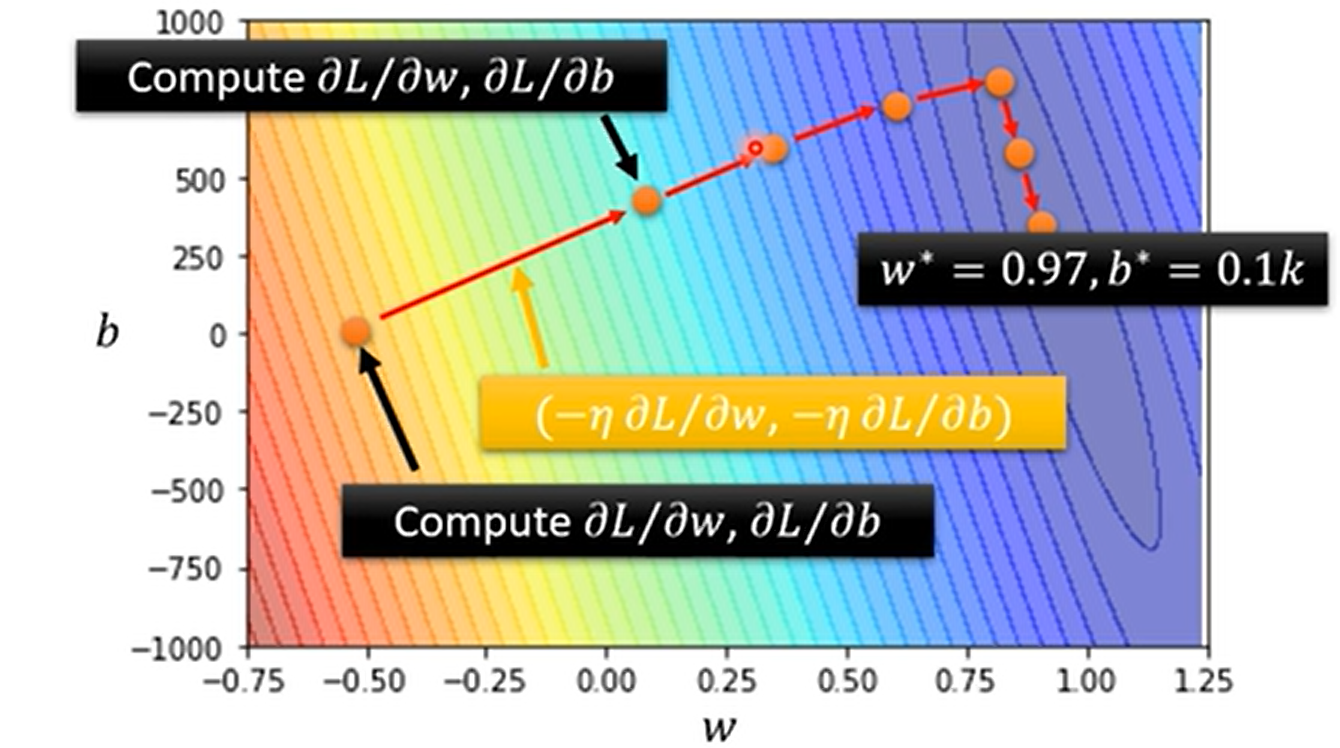 1000
Compute ∂L/∂w, ∂L/∂b
500
250
w* = 0.97, b* = 0.1k
b
0
−250
(−η ∂L/∂w, −η ∂L/∂b)
−500
Compute ∂L/∂w, ∂L/∂b
−750
−1000
−0.75 −0.50 −0.25 0.00 0.25 0.50 0.75 1.00 1.25
w